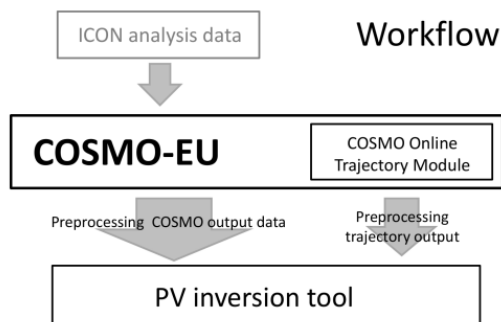 ICON analysis data
Workflow
COSMO-EU
COSMO Online
Trajectory Module
Preprocessing COSMO output data
Preprocessing
trajectory output
PV inversion tool